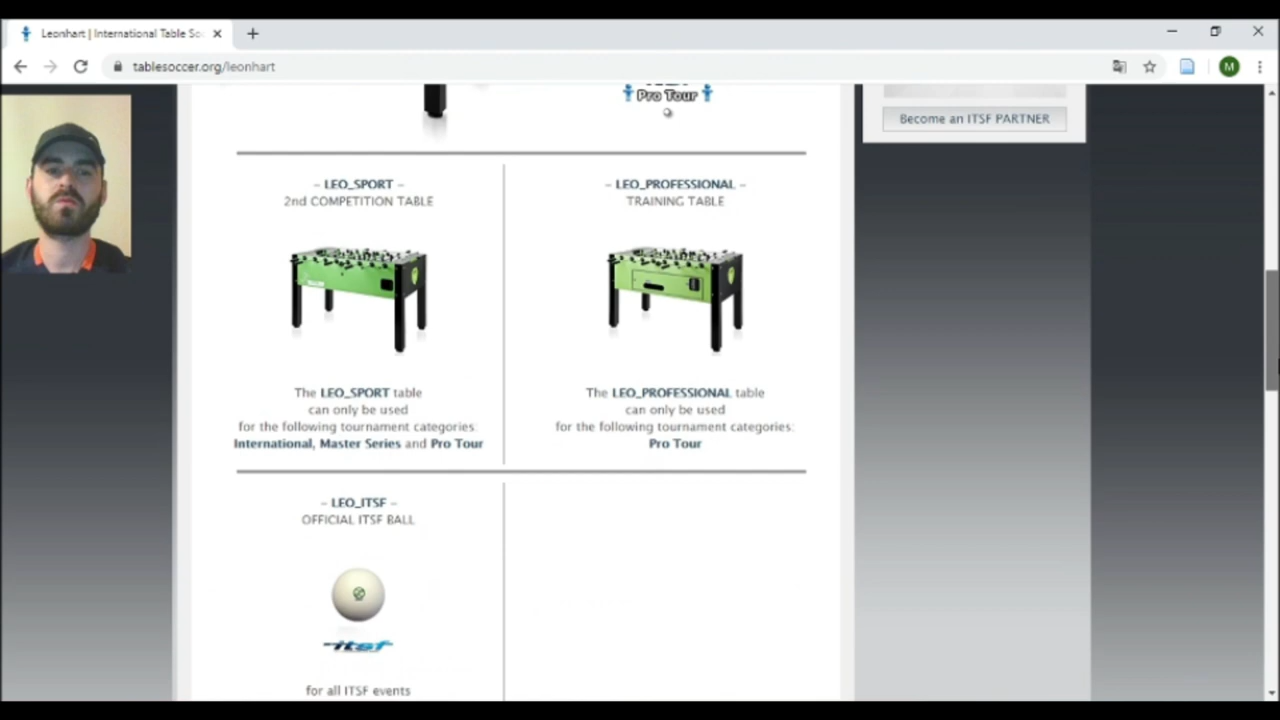 Leonhart | International Table So
tablesoccer.org/leonhart
M
Pro Tour
Become an ITSF PARTNER
– LEO_SPORT –
2nd COMPETITION TABLE
– LEO_PROFESSIONAL –
TRAINING TABLE
The LEO_SPORT table
can only be used
for the following tournament categories:
International, Master Series and Pro Tour
The LEO_PROFESSIONAL table
can only be used
for the following tournament categories:
Pro Tour
– LEO_ITSF –
OFFICIAL ITSF BALL
itsf
for all ITSF events